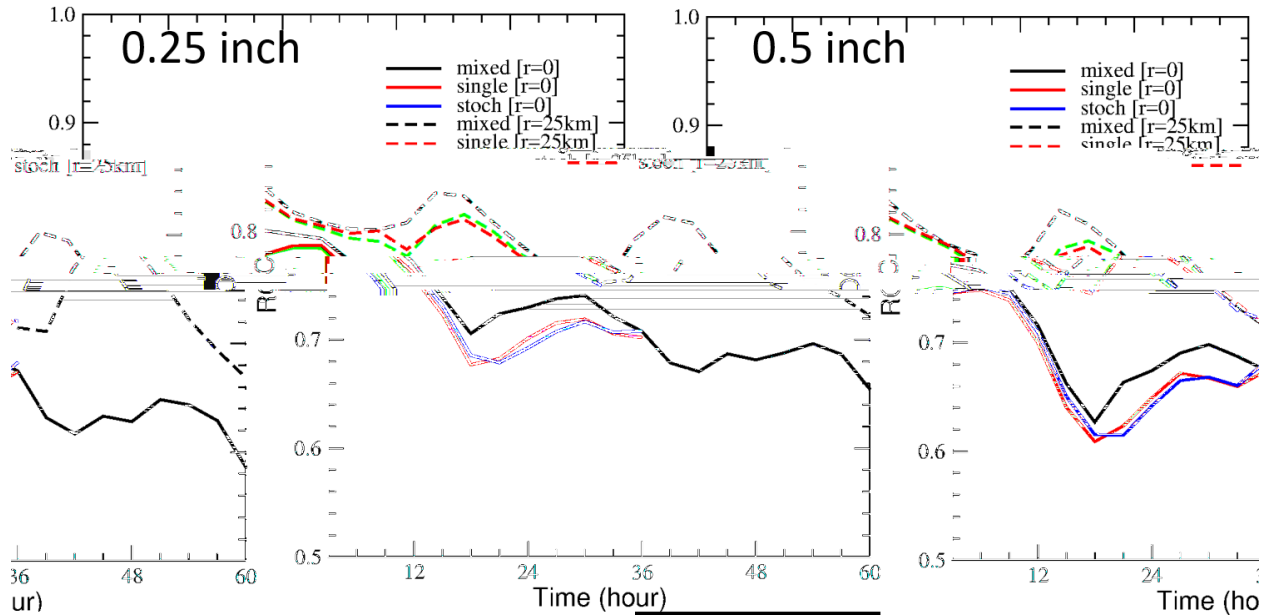 1.0
0.25 inch
mixed [r=0]
single [r=0]
stoch [r=0]
mixed [r=25km]
single [r=25km]
0.9
1.0
0.5 inch
mixed [r=0]
single [r=0]
stoch [r=0]
mixed [r=25km]
0.9
0.8
0.8
0.7
0.7
0.6
0.6
0.5
0.5
36
48
60
12
24
36
48
60
12
24
ur)
Time (hour)
Time (ho